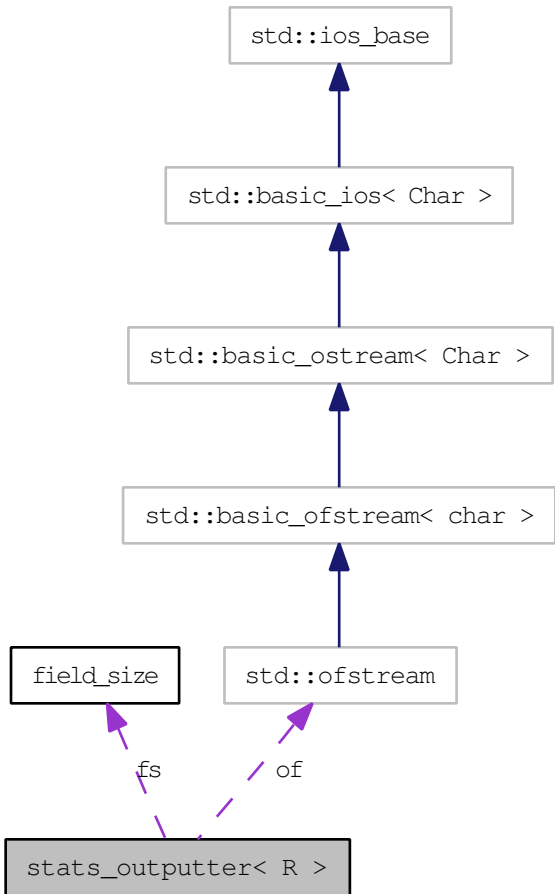 std::ios_base
std::basic_ios< Char >
std::basic_ostream< Char >
std::basic_ofstream< char >
field_size
std::ofstream
fs
of
stats_outputter< R >